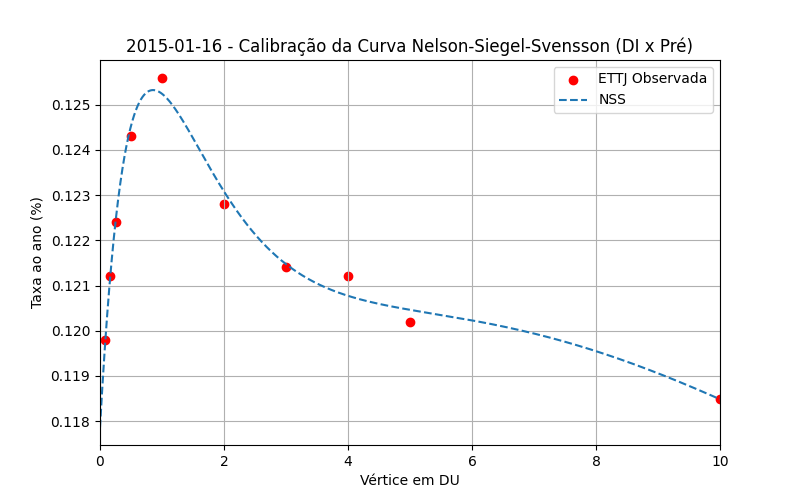 2015-01-16 - Calibração da Curva Nelson-Siegel-Svensson (DI x Pré)
ETTJ Observada
NSS
Taxa ao ano (%)
0.125
0.124
0.123
0.122
0.121
0.120
0.119
0.118
0 2 4 6 8 10
Vértice em DU